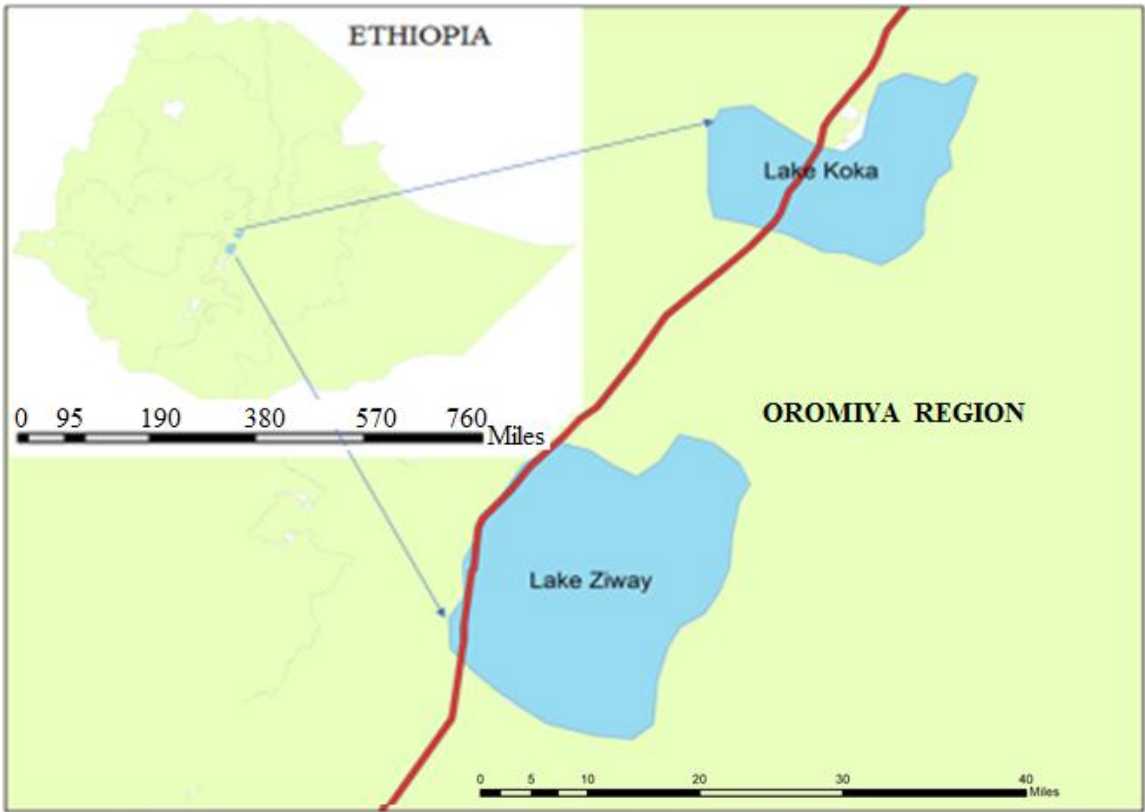 ETHIOPIA
Lake Koka
0 95 190 380 570 760
Miles
OROMIYA REGION
Lake Ziway
0 5 10 20 30 40
Miles